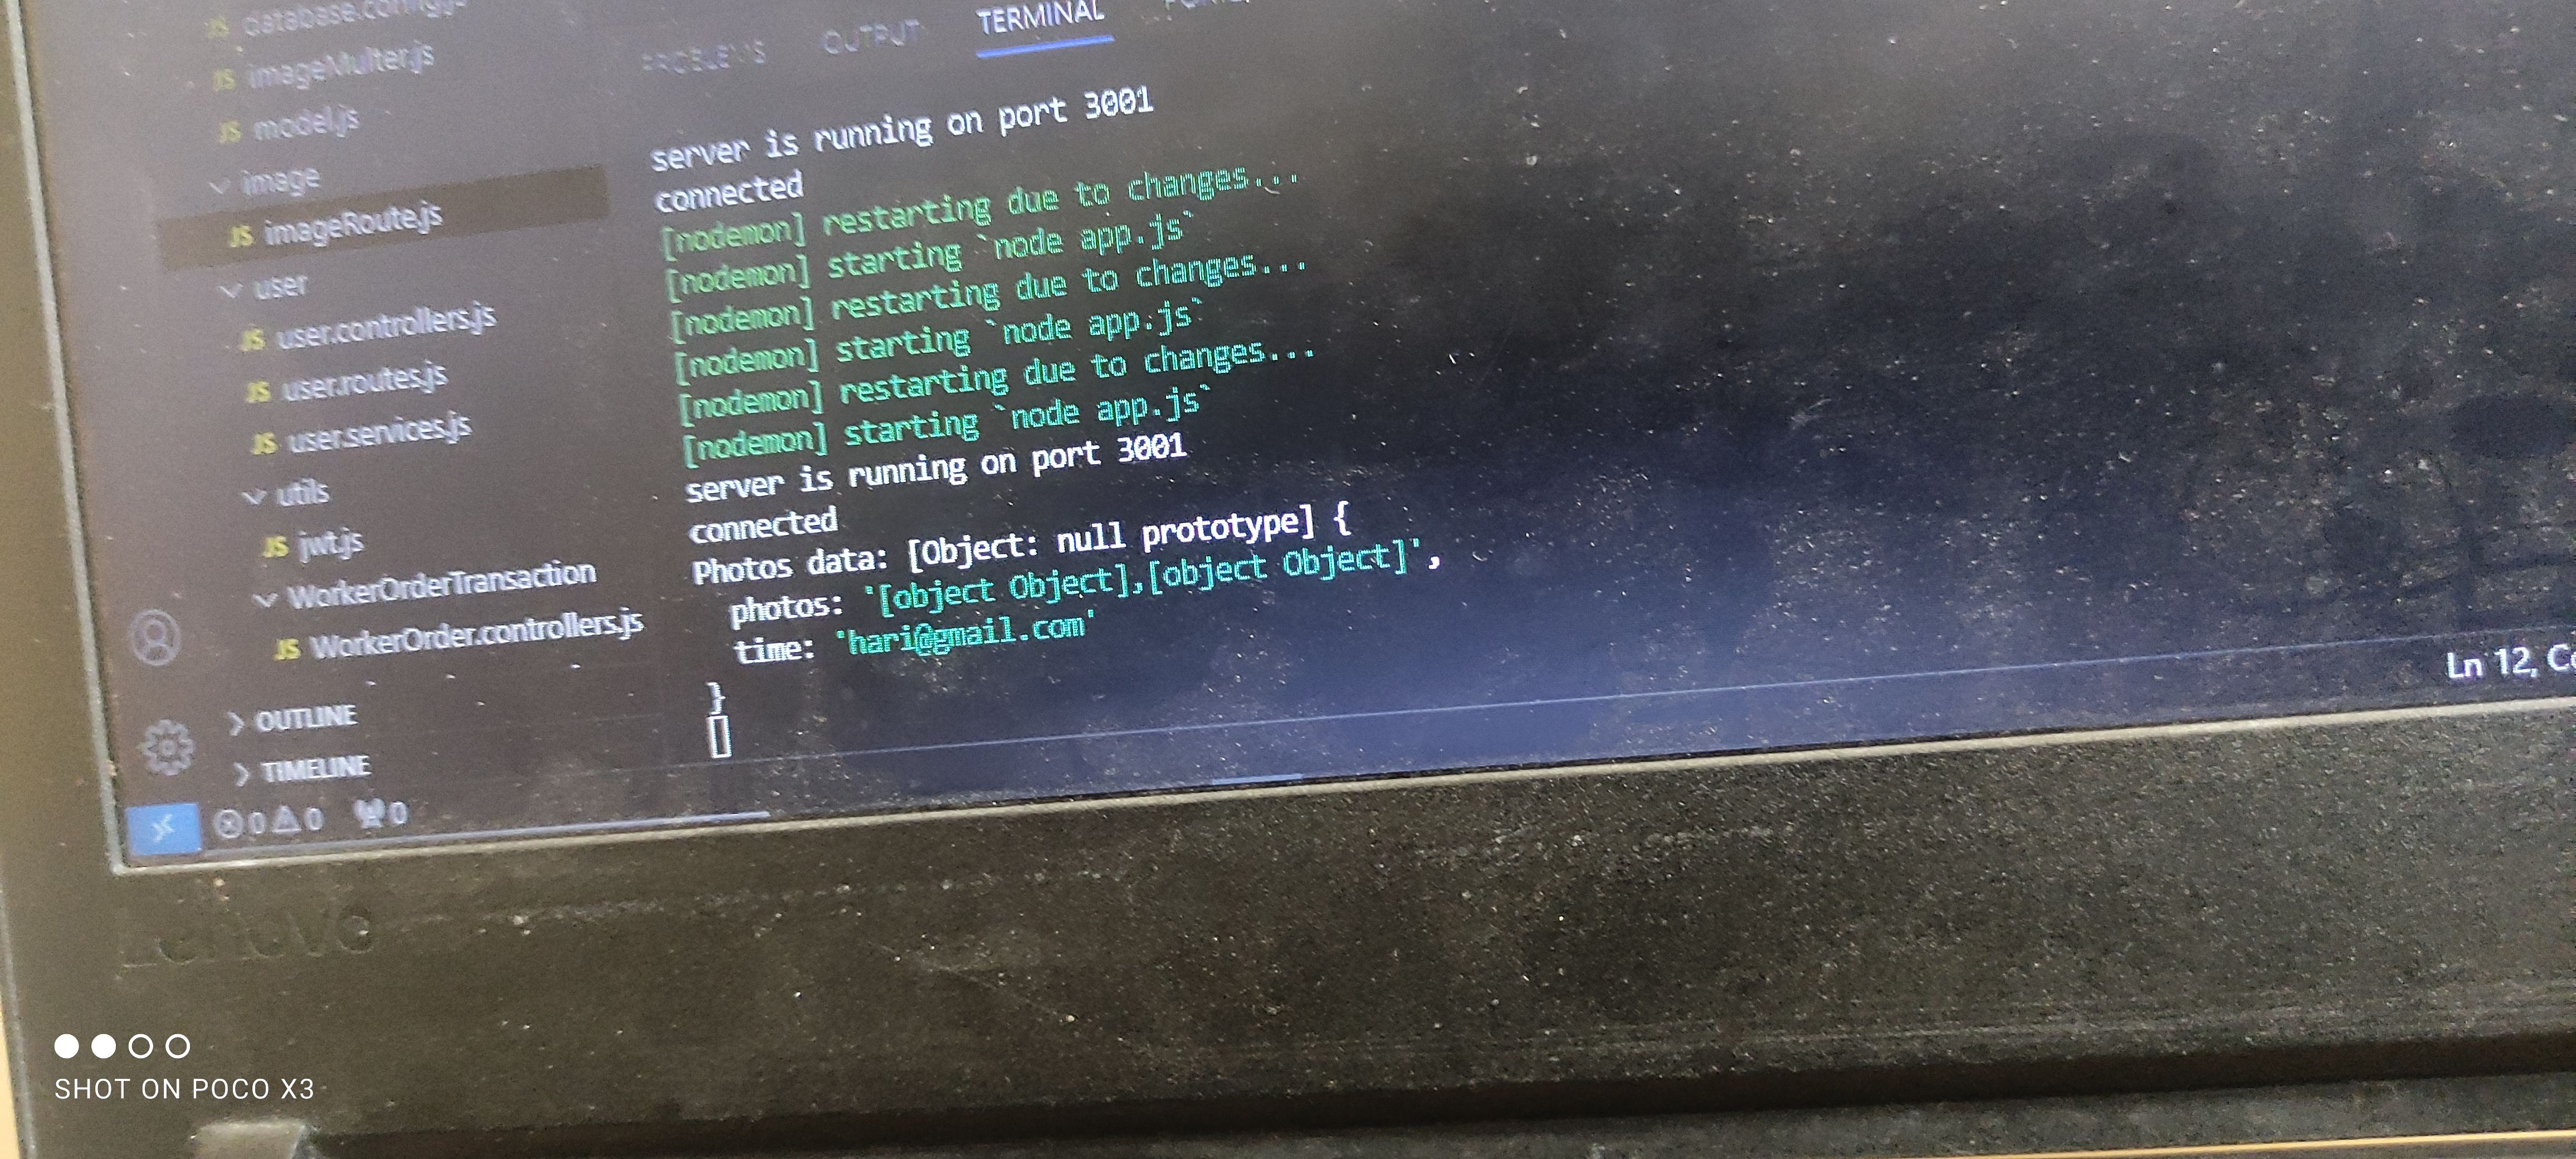 JS database.config.js
JS imageMulter.js
JS model.js
image
JS imageRoute.js
user
JS user.controllers.js
JS user.routes.js
JS user.services.js
utils
JS jwt.js
WorkerOrderTransaction
JS WorkerOrder.controllers.js
OUTLINE
TIMELINE
0 0 0
PROBLEMS OUTPUT TERMINAL
server is running on port 3001
connected
[nodemon] restarting due to changes...
[nodemon] starting `node app.js`
[nodemon] restarting due to changes...
[nodemon] starting `node app.js`
[nodemon] restarting due to changes...
[nodemon] starting `node app.js`
server is running on port 3001
connected
Photos data: [Object: null prototype] {
photos: '[object Object],[object Object]',
time: 'hari@gmail.com'
}
Ln 12,
Lenovo
SHOT ON POCO X3